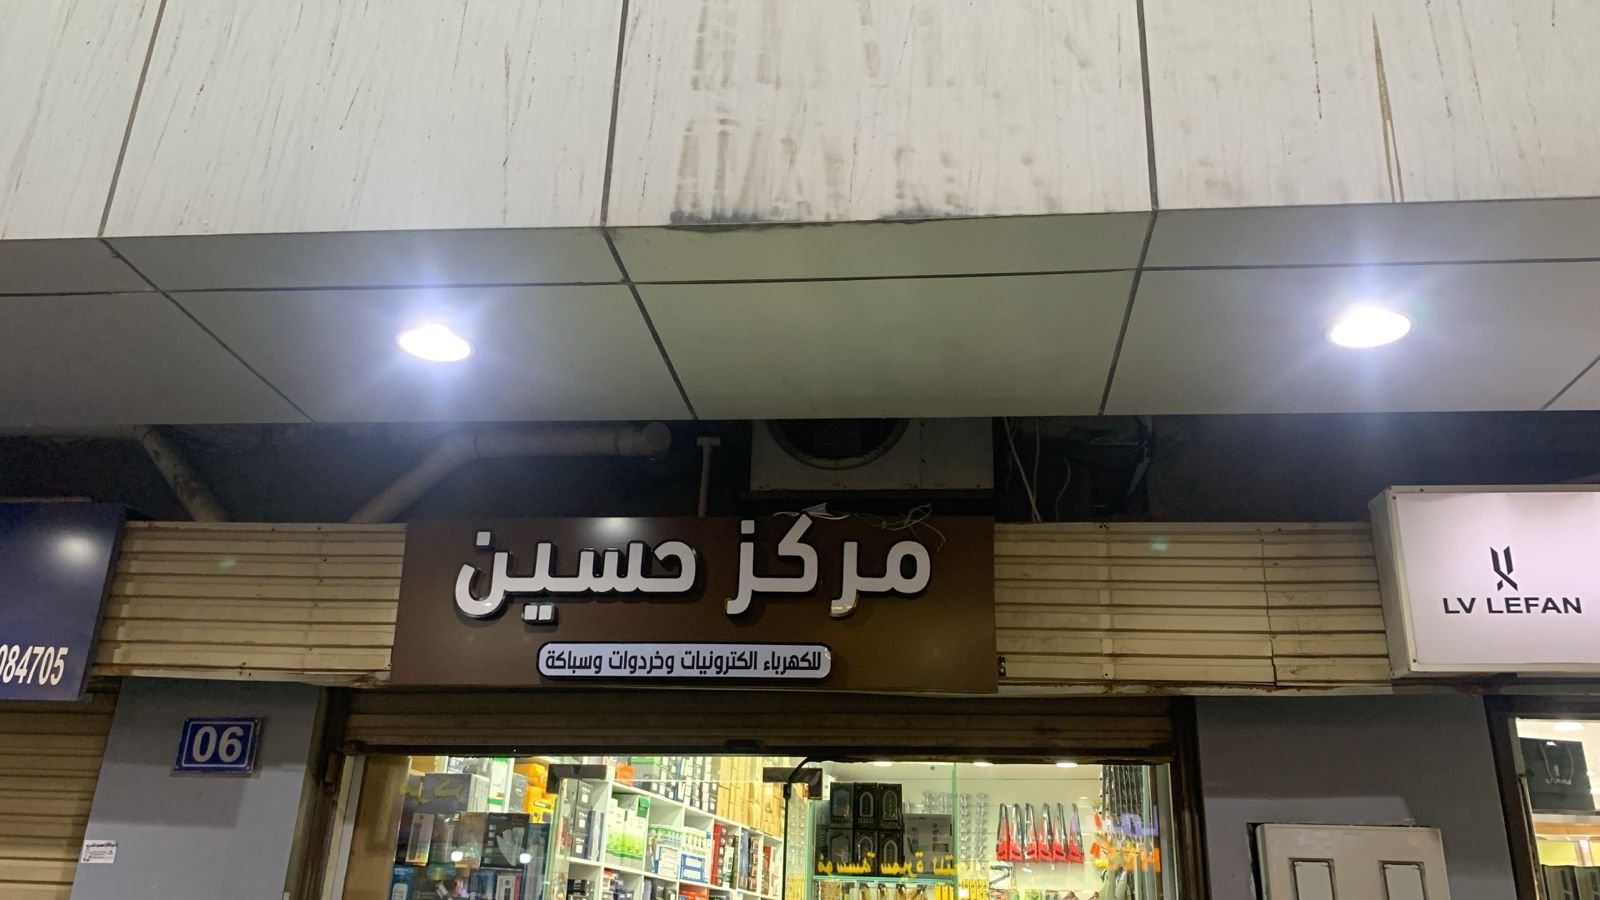 مركز حسين
للكهرباء الكترونيات وخردوات وسباكة
LV LEFAN
084705
06